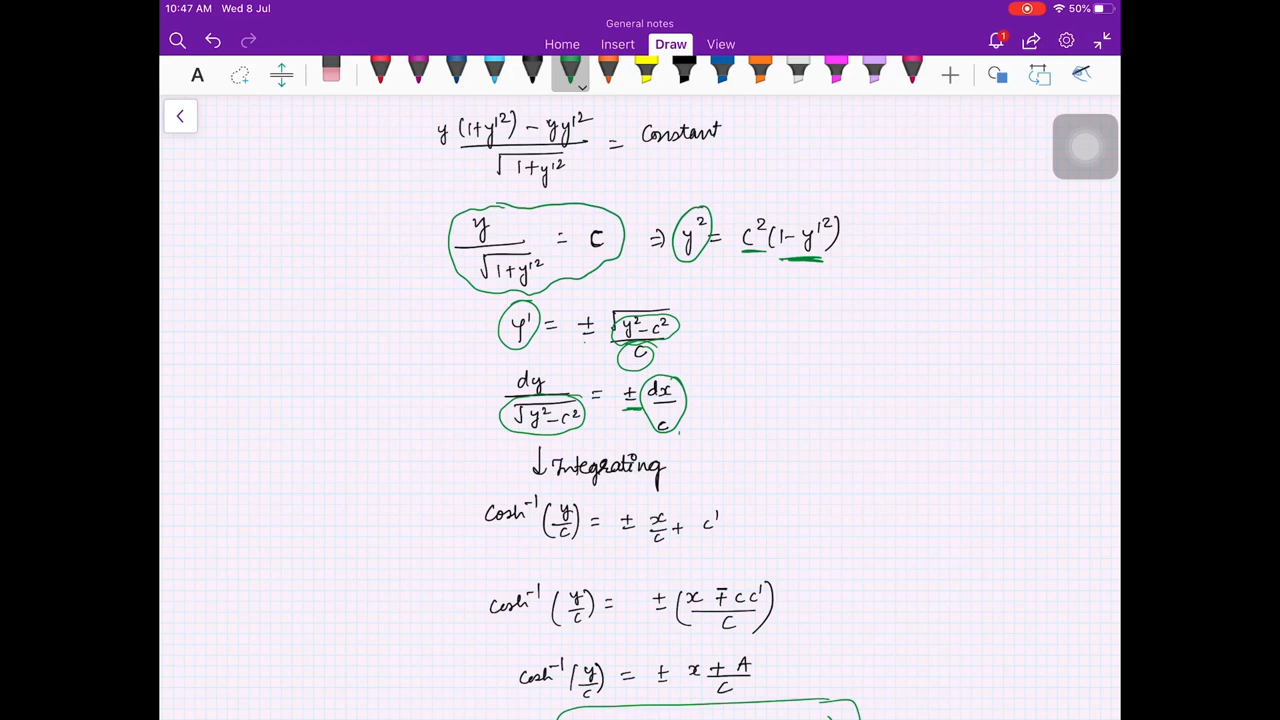 10:47 AM Wed 8 Jul 50%
General notes
Home Insert Draw View 1
A
y (1+y'²) - yy'² / √1+y'² = Constant
y / √1+y'² = c ⇒ y² = c²(1-y'²)
y' = ± √y²-c² / c
dy / √y²-c² = ± dx / c
↓ Integrating
Cosh⁻¹ (y/c) = ± x/c + c'
Cosh⁻¹ (y/c) = ± (x ∓ cc' / c)
Cosh⁻¹ (y/c) = ± x + A / c